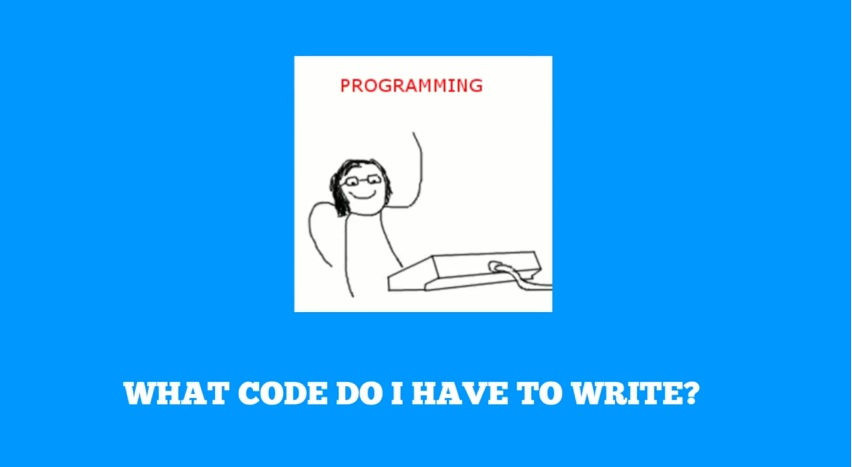 PROGRAMMING
WHAT CODE DO I HAVE TO WRITE?